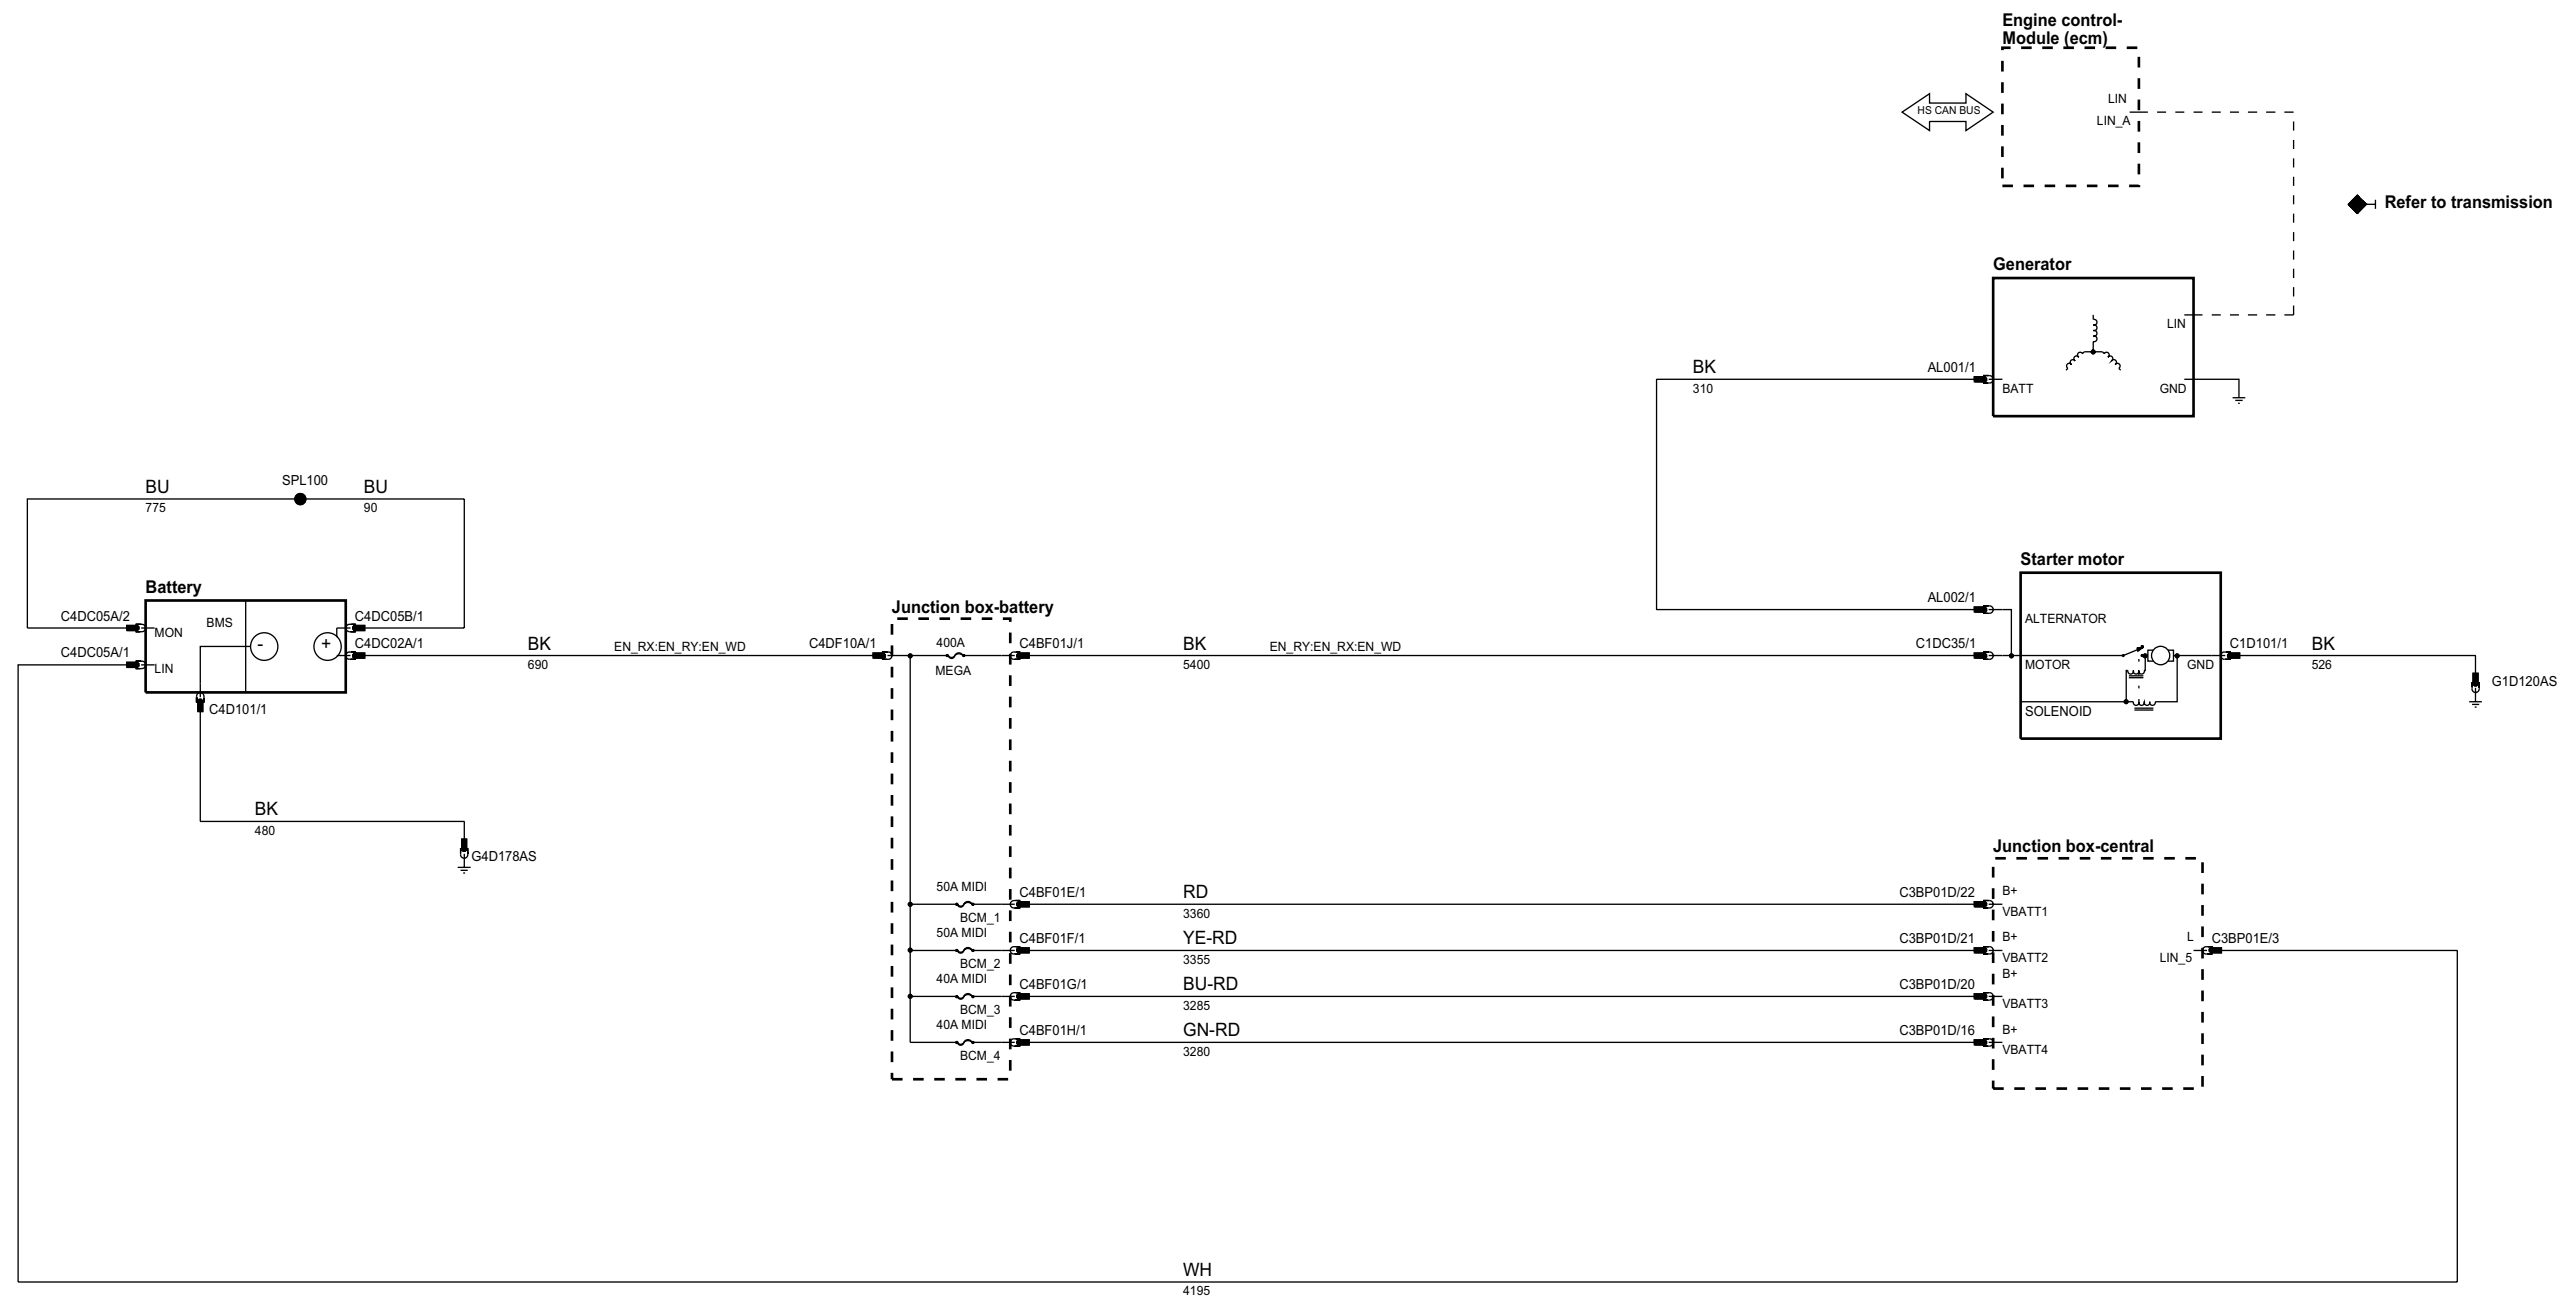 Engine control-
Module (ecm)
HS CAN BUS
LIN
LIN_A
Refer to transmission
Generator
LIN
BK
310
AL001/1
BATT
GND
BU
775
SPL100
BU
90
Starter motor
Battery
AL002/1
ALTERNATOR
Junction box-battery
C4DC05A/2
MON
BMS
-
+
C4DC05B/1
C4DC02A/1
C4DC05A/1
LIN
BK
690
EN_RX:EN_RY:EN_WD
C4DF10A/1
400A
MEGA
C4BF01J/1
BK
5400
EN_RY:EN_RX:EN_WD
C1DC35/1
MOTOR
GND
C1D101/1
BK
526
G1D120AS
SOLENOID
C4D101/1
BK
480
G4D178AS
Junction box-central
50A MIDI
BCM_1
C4BF01E/1
RD
3360
C3BP01D/22
B+
VBATT1
50A MIDI
BCM_2
C4BF01F/1
YE-RD
3355
C3BP01D/21
B+
VBATT2
L
LIN_5
C3BP01E/3
40A MIDI
BCM_3
C4BF01G/1
BU-RD
3285
C3BP01D/20
B+
VBATT3
40A MIDI
BCM_4
C4BF01H/1
GN-RD
3280
C3BP01D/16
B+
VBATT4
WH
4195